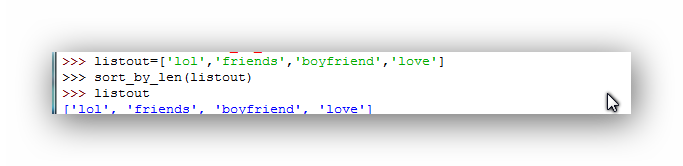 >>> listout=['lol','friends','boyfriend','love']
>>> sort_by_len(listout)
>>> listout
['lol', 'friends', 'boyfriend', 'love']